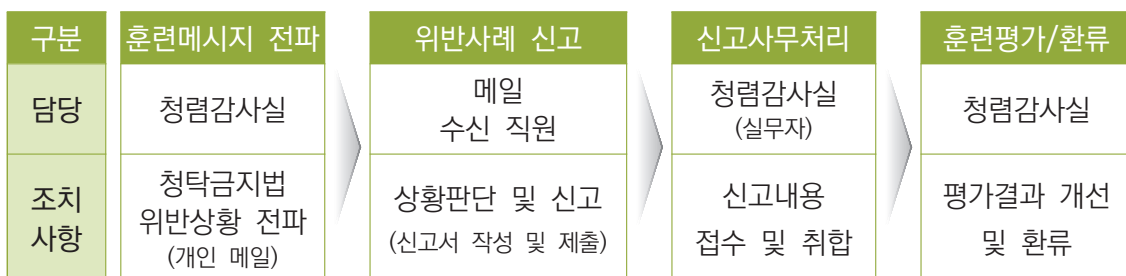 구분 훈련메시지 전파 위반사례 신고 신고사무처리 훈련평가/환류
담당 청렴감사실 메일 수신 직원 청렴감사실 (실무자) 청렴감사실
조치 사항 청탁금지법 위반상황 전파 (개인 메일) 상황판단 및 신고 (신고서 작성 및 제출) 신고내용 접수 및 취합 평가결과 개선 및 환류